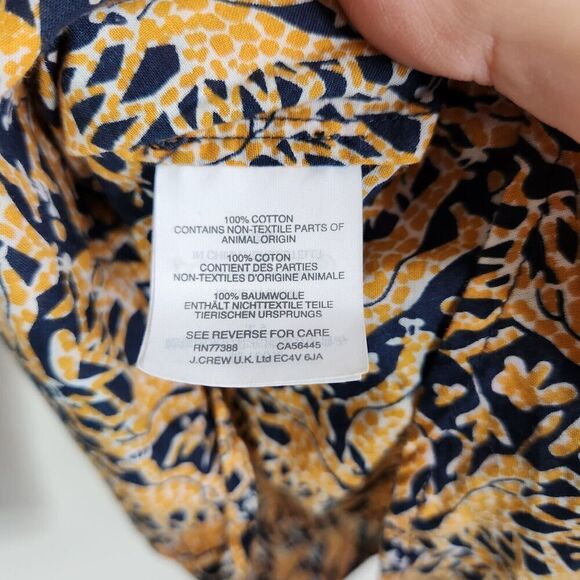 100% COTTON
CONTAINS NON-TEXTILE PARTS OF
ANIMAL ORIGIN
100% COTON
CONTIENT DES PARTIES
NON-TEXTILES D'ORIGINE ANIMALE
100% BAUMWOLLE
ENTHÄLT NICHTTEXTILE TEILE
TIERISCHEN URSPRUNGS
SEE REVERSE FOR CARE
RN77388 CA56445
J.CREW U.K. Ltd EC4V 6JA